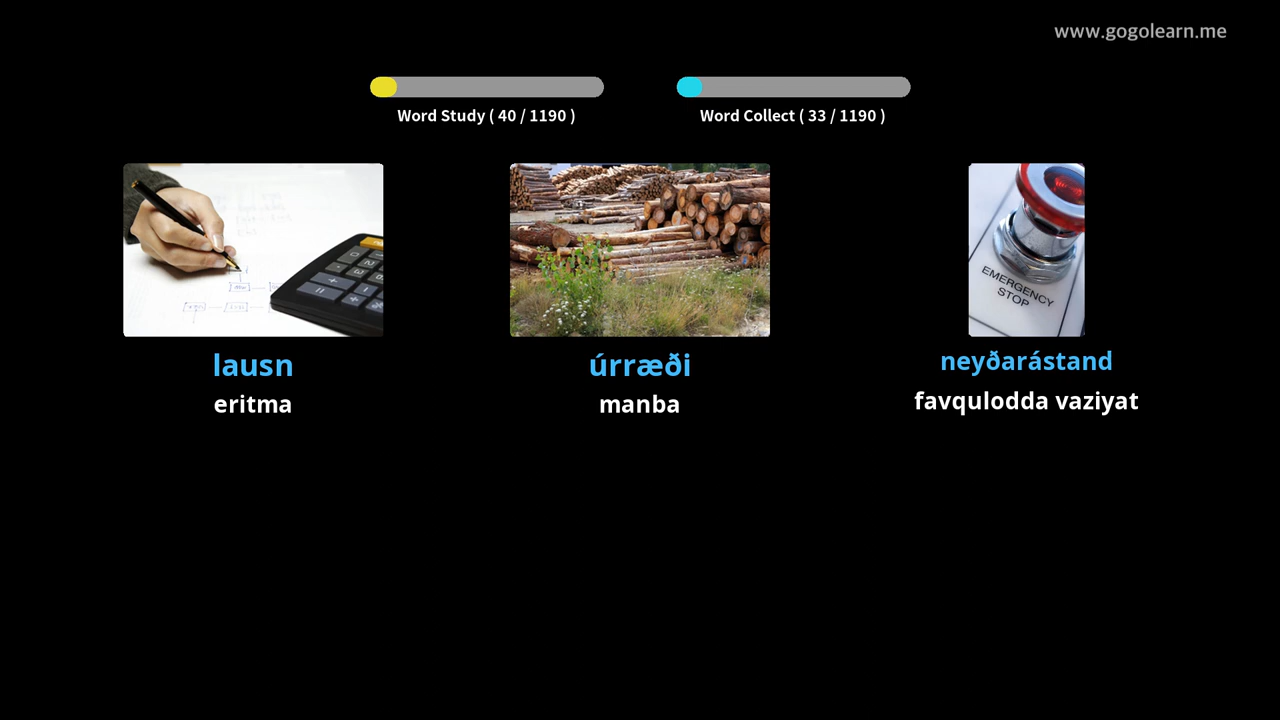 www.gogolearn.me
Word Study ( 40 / 1190 )
Word Collect ( 33 / 1190 )
EMERGENCY
STOP
lausn
eritma
úrræði
manba
neyðarástand
favqulodda vaziyat